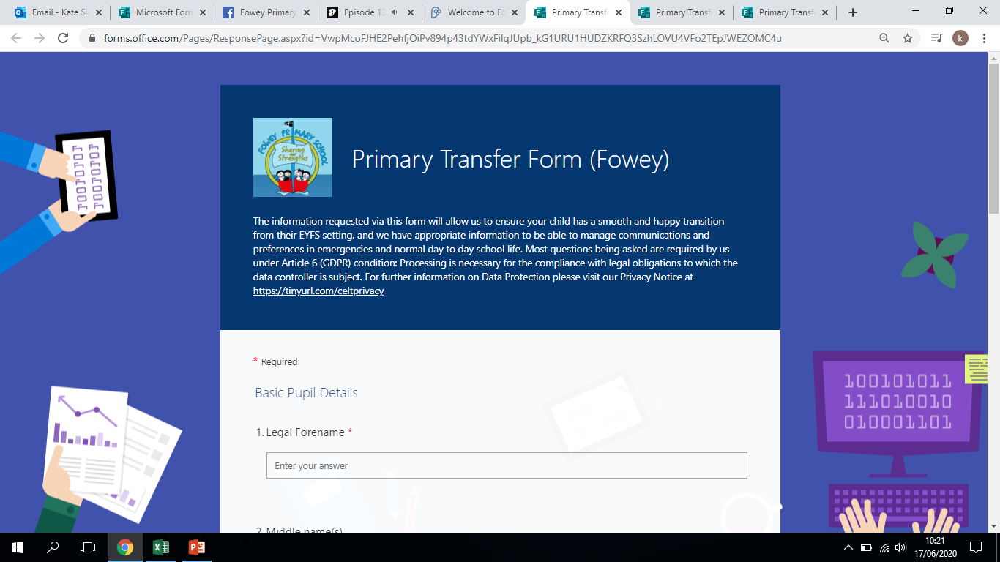 Email - Kate Si
Microsoft Form
Fowey Primary
Episode 13
Welcome to Fo
Primary Transfe
Primary Transf
Primary Transf
forms.office.com/Pages/ResponsePage.aspx?id=VwpMcoFJHE2PehfjOiPv894p43tdYWxFilqJUpb_kG1URU1HUDZKRFQ3SzhLOVU4VFo2TEpJWEZOMC4u
k
FOWEY PRIMARY SCHOOL
Sharing
our
Strengths
Primary Transfer Form (Fowey)
The information requested via this form will allow us to ensure your child has a smooth and happy transition
from their EYFS setting, and we have appropriate information to be able to manage communications and
preferences in emergencies and normal day to day school life. Most questions being asked are required by us
under Article 6 (GDPR) condition: Processing is necessary for the compliance with legal obligations to which the
data controller is subject. For further information on Data Protection please visit our Privacy Notice at
https://tinyurl.com/celtprivacy
* Required
Basic Pupil Details
1. Legal Forename *
Enter your answer
2. Middle name(s)
100101011
111010010
010001101
10:21
17/06/2020